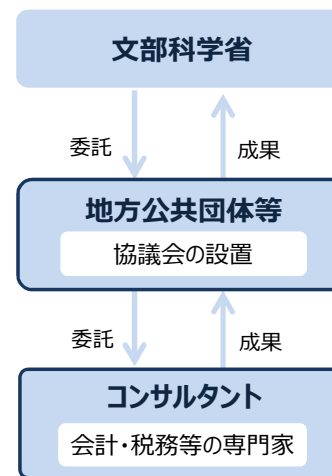 文部科学省
委託
成果
地方公共団体等
協議会の設置
委託
成果
コンサルタント
会計・税務等の専門家